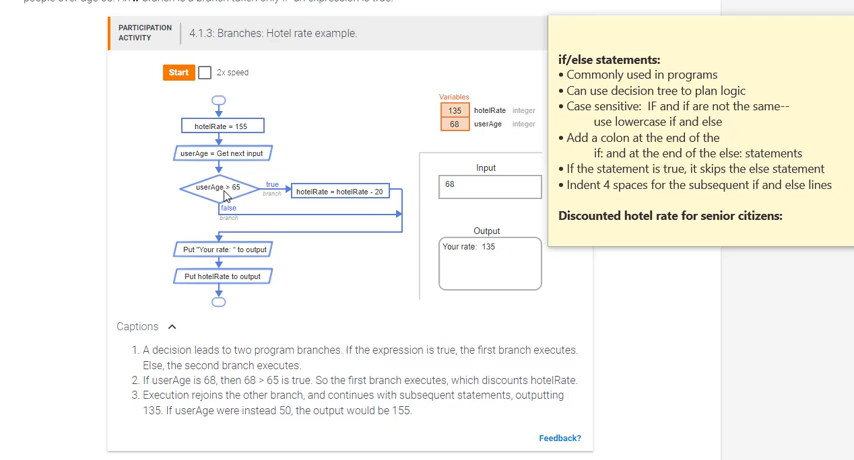 PARTICIPATION
ACTIVITY
4.1.3: Branches: Hotel rate example.
Start
2x speed
hotelRate = 155
userAge = Get next input
userAge > 65
true
branch
hotelRate = hotelRate - 20
false
branch
Put "Your rate: " to output
Put hotelRate to output
Variables
135 hotelRate integer
68 userAge integer
Input
68
Output
Your rate: 135
Captions
1. A decision leads to two program branches. If the expression is true, the first branch executes.
Else, the second branch executes.
2. If userAge is 68, then 68 > 65 is true. So the first branch executes, which discounts hotelRate.
3. Execution rejoins the other branch, and continues with subsequent statements, outputting
135. If userAge were instead 50, the output would be 155.
Feedback?
if/else statements:
• Commonly used in programs
• Can use decision tree to plan logic
• Case sensitive: IF and if are not the same--
use lowercase if and else
• Add a colon at the end of the
if: and at the end of the else: statements
• If the statement is true, it skips the else statement
• Indent 4 spaces for the subsequent if and else lines
Discounted hotel rate for senior citizens: